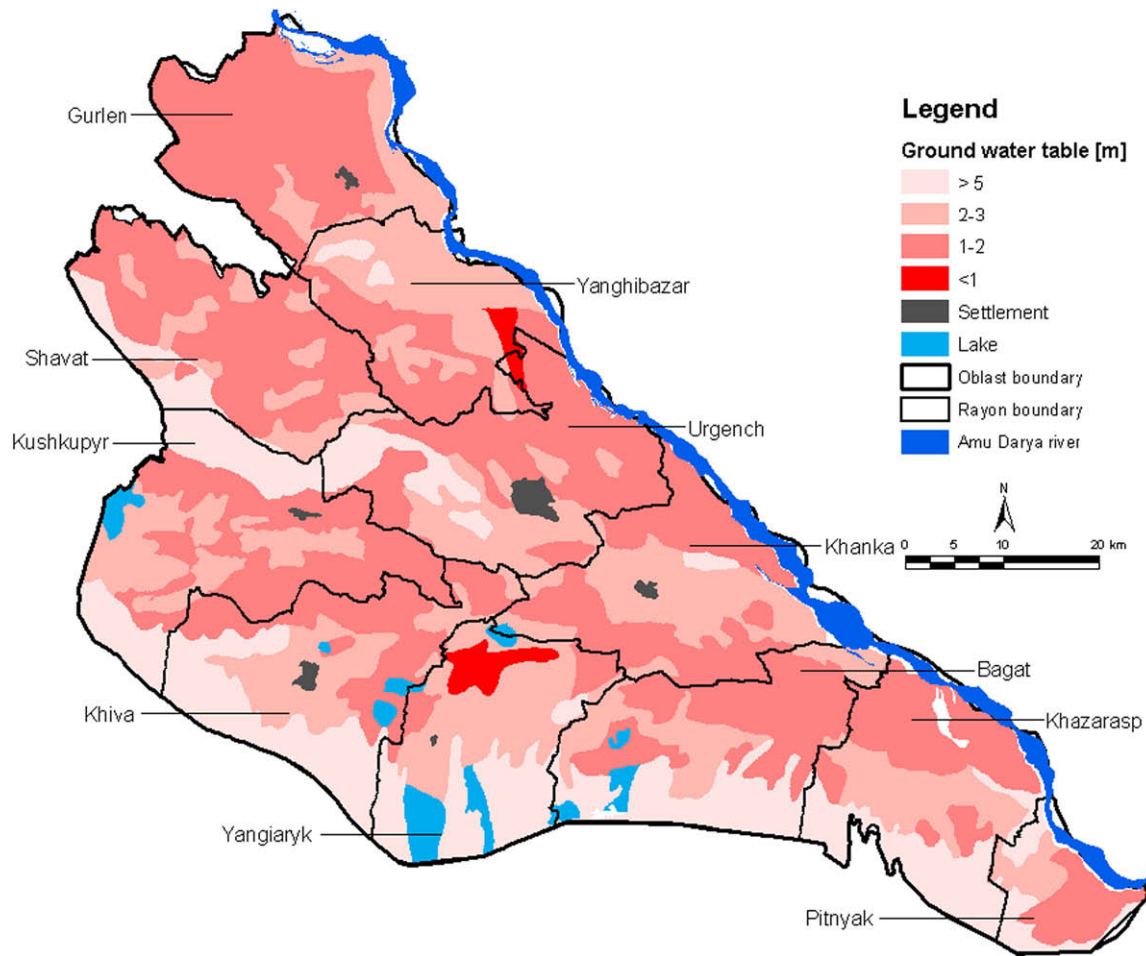 Gurlen
Yanghibazar
Shavat
Kushkupyr
Urgench
Khanka
Bagat
Khazarasp
Khiva
Yangiaryk
Pitnyak
Legend
Ground water table [m]
> 5
2-3
1-2
<1
Settlement
Lake
Oblast boundary
Rayon boundary
Amu Darya river
N
0 5 10 20 km